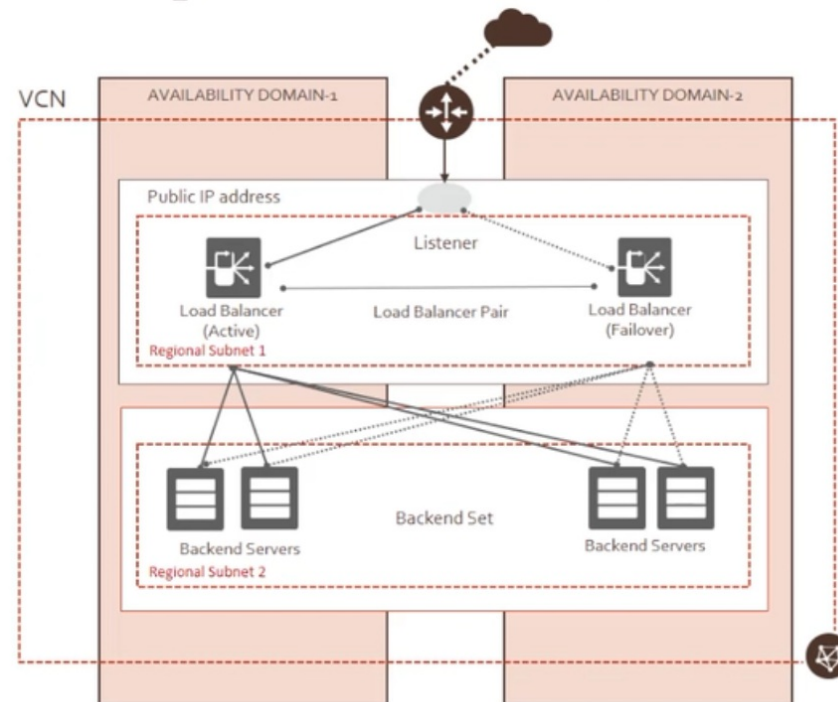 VCN
AVAILABILITY DOMAIN-1
AVAILABILITY DOMAIN-2
Public IP address
Listener
Load Balancer
(Active)
Load Balancer Pair
Load Balancer
(Failover)
Regional Subnet 1
Backend Set
Backend Servers
Backend Servers
Regional Subnet 2